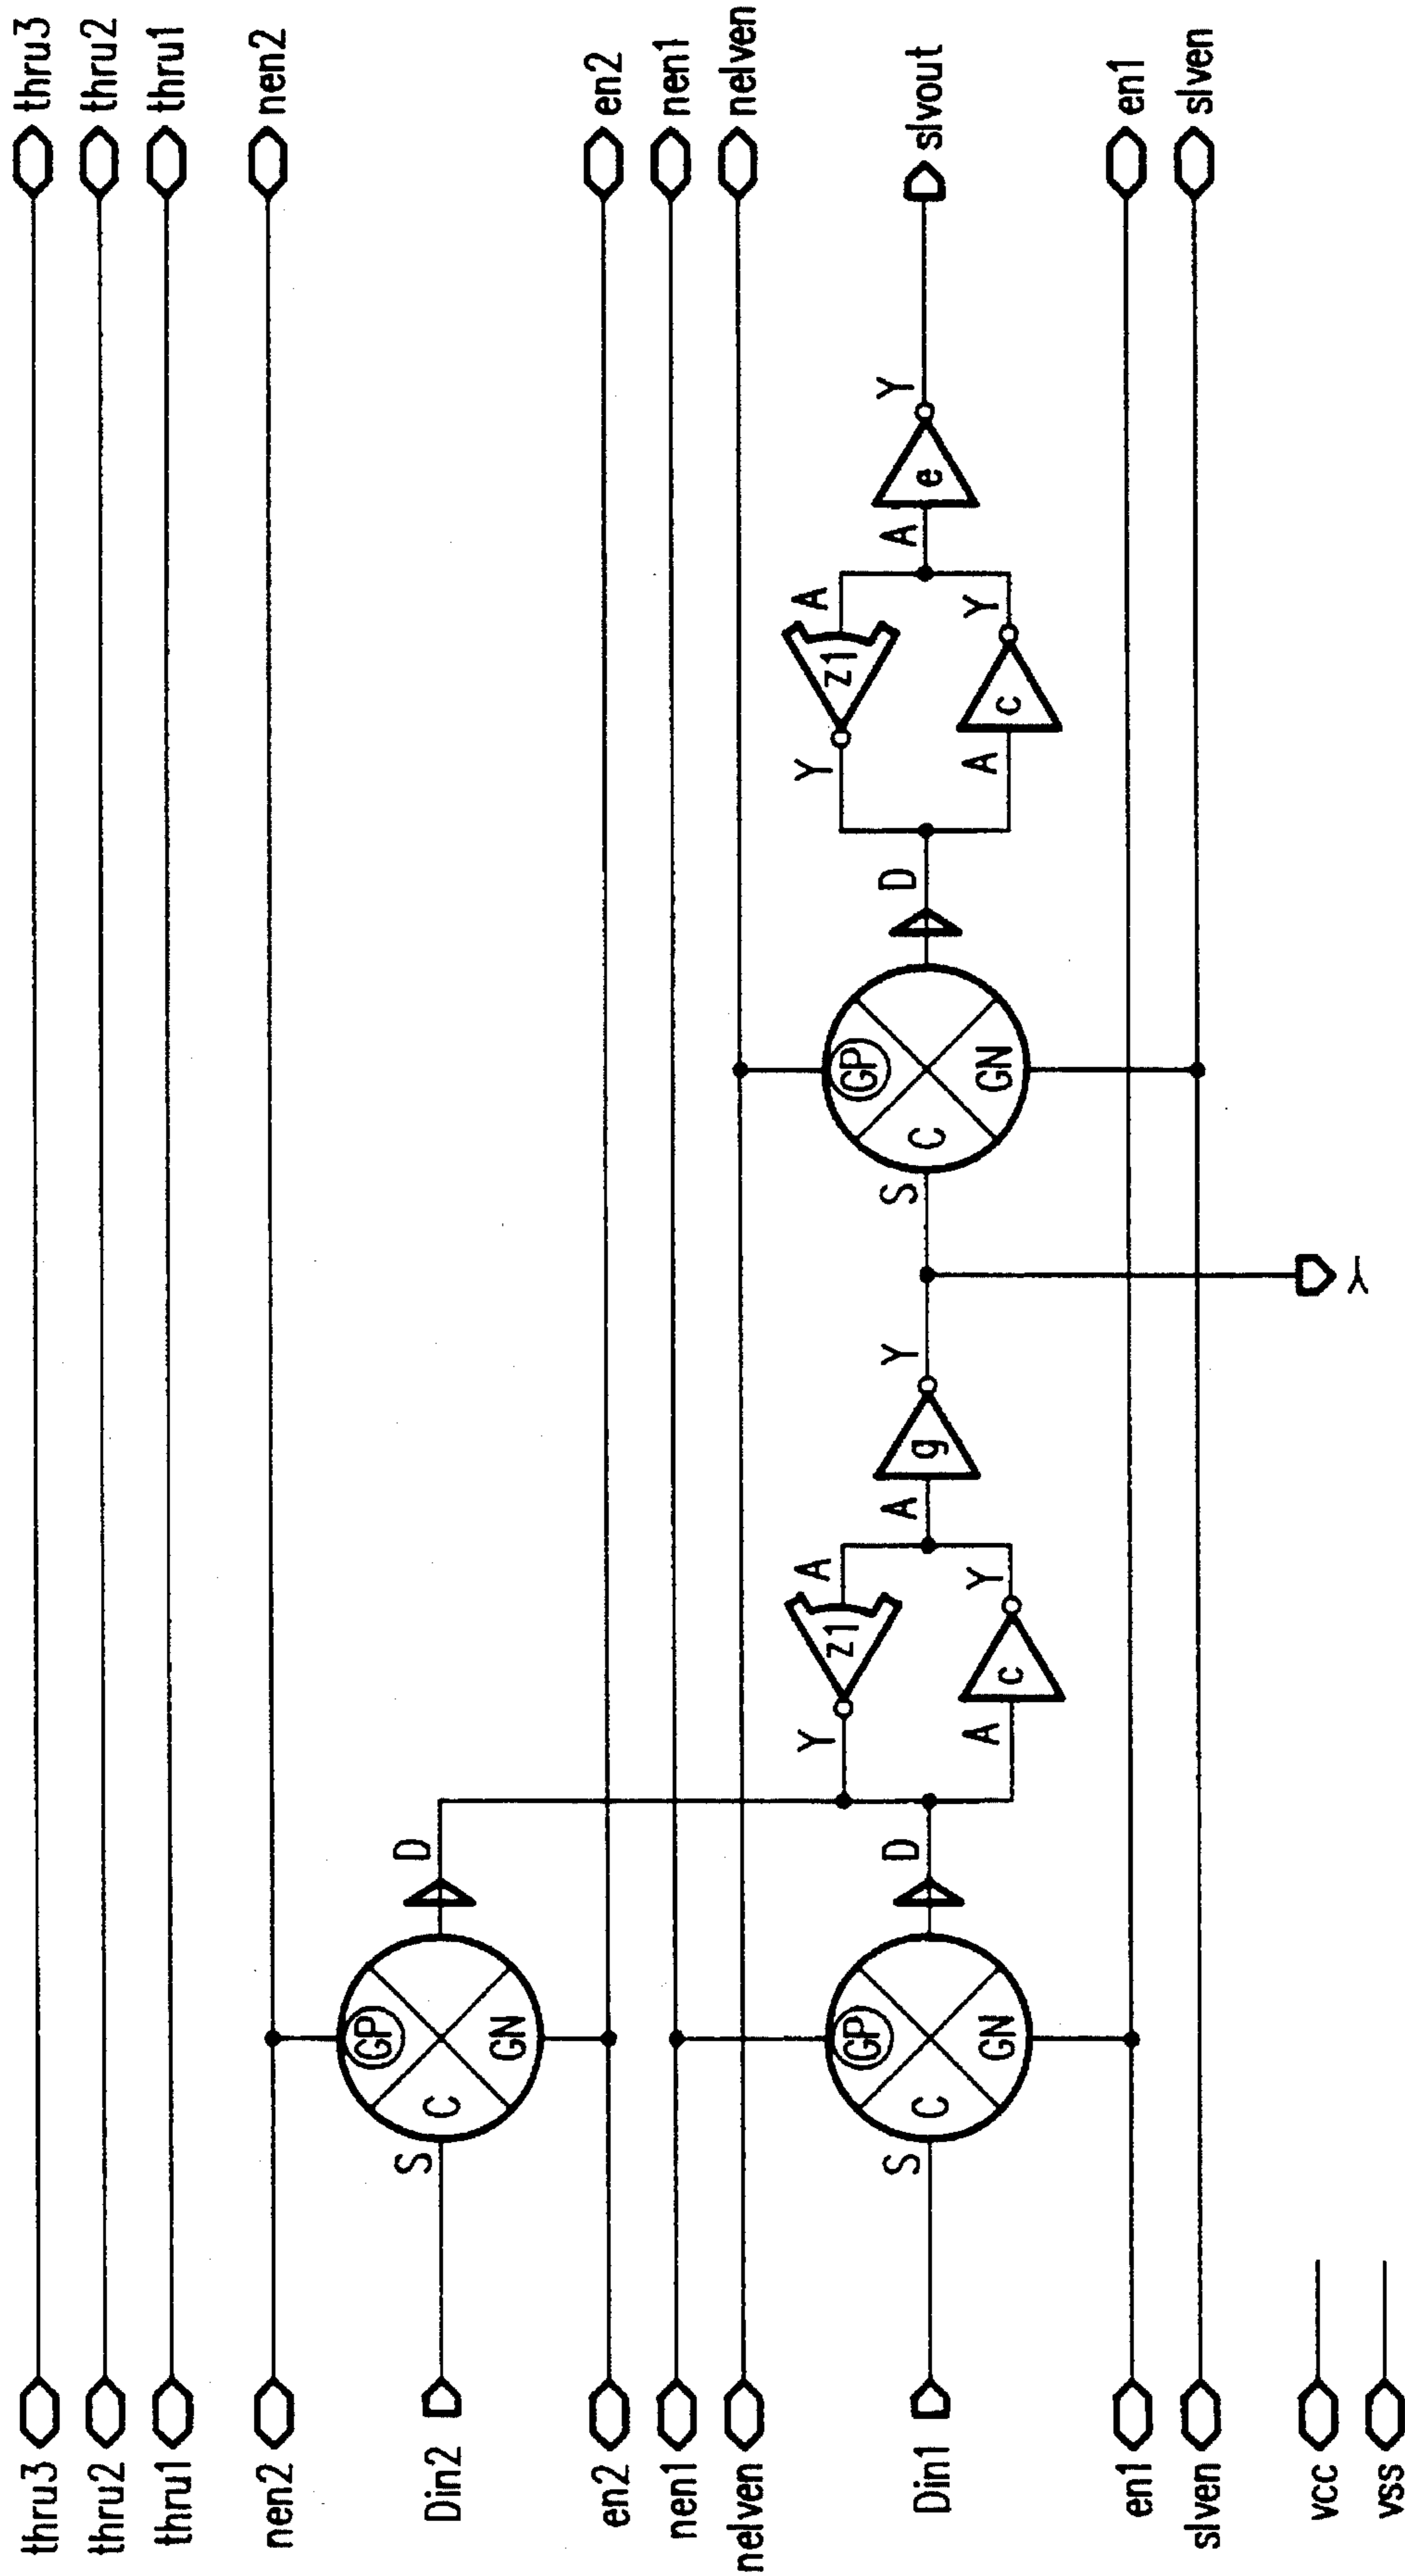 thru3
thru3
thru2
thru2
thru1
thru1
nen2
nen2
Din2
S
C
GP
GN
D
en2
en2
nen1
nen1
nelven
nelven
Din1
S
C
GP
GN
D
Y
z1
A
A
c
Y
A
g
Y
S
C
GP
GN
D
Y
z1
A
A
c
Y
A
e
Y
slvout
en1
en1
slven
slven
Y
vcc
vss